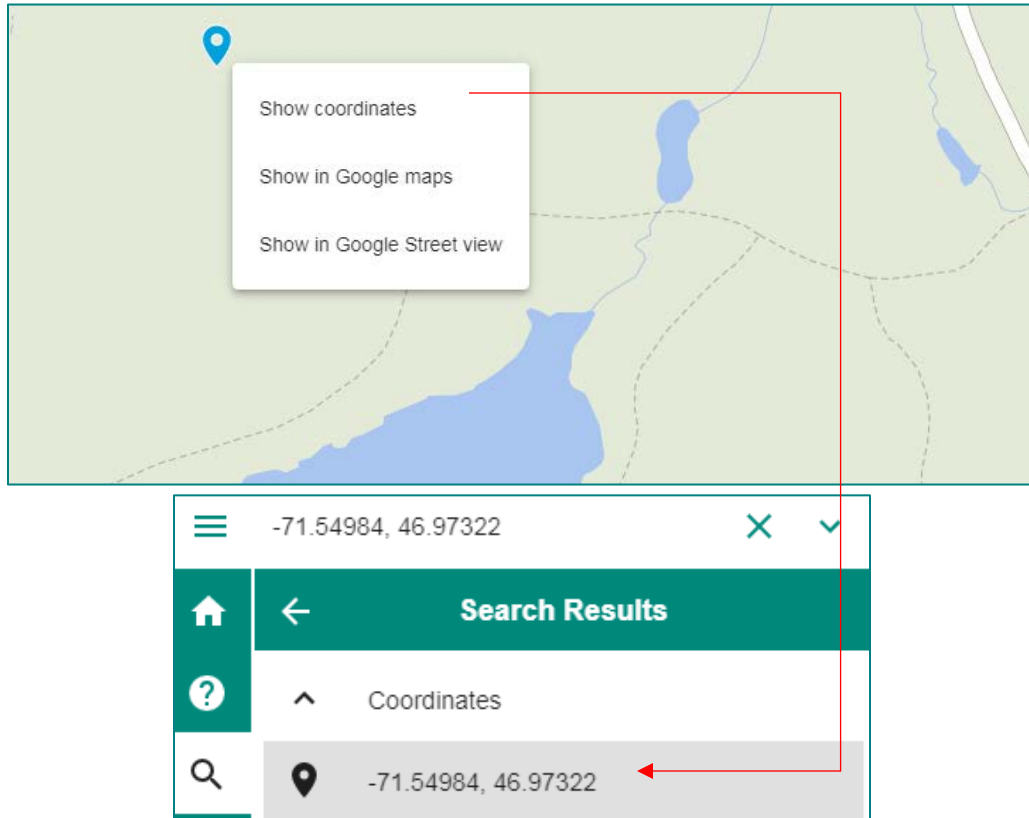 Show coordinates
Show in Google maps
Show in Google Street view
-71.54984, 46.97322
Search Results
Coordinates
-71.54984, 46.97322